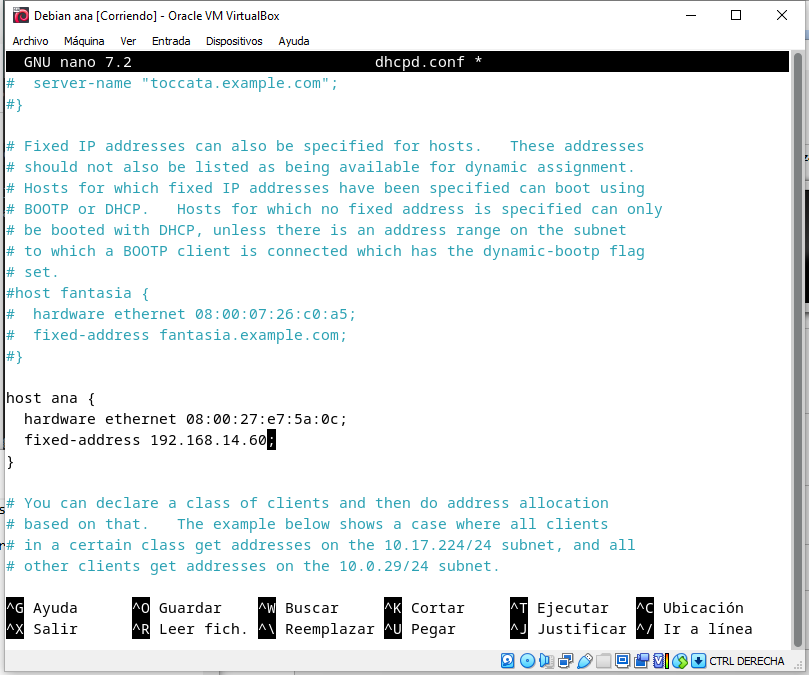 Debian ana [Corriendo] - Oracle VM VirtualBox
Archivo Máquina Ver Entrada Dispositivos Ayuda
GNU nano 7.2 dhcpd.conf *
#  server-name "toccata.example.com";
#}
# Fixed IP addresses can also be specified for hosts.   These addresses
# should not also be listed as being available for dynamic assignment.
# Hosts for which fixed IP addresses have been specified can boot using
# BOOTP or DHCP.   Hosts for which no fixed address is specified can only
# be booted with DHCP, unless there is an address range on the subnet
# to which a BOOTP client is connected which has the dynamic-bootp flag
# set.
#host fantasia {
#  hardware ethernet 08:00:07:26:c0:a5;
#  fixed-address fantasia.example.com;
#}
host ana {
  hardware ethernet 08:00:27:e7:5a:0c;
  fixed-address 192.168.14.60;
}
# You can declare a class of clients and then do address allocation
# based on that.   The example below shows a case where all clients
# in a certain class get addresses on the 10.17.224/24 subnet, and all
# other clients get addresses on the 10.0.29/24 subnet.
^G Ayuda ^O Guardar ^W Buscar ^K Cortar ^T Ejecutar ^C Ubicación
^X Salir ^R Leer fich. ^\ Reemplazar ^U Pegar ^J Justificar ^/ Ir a línea
CTRL DERECHA